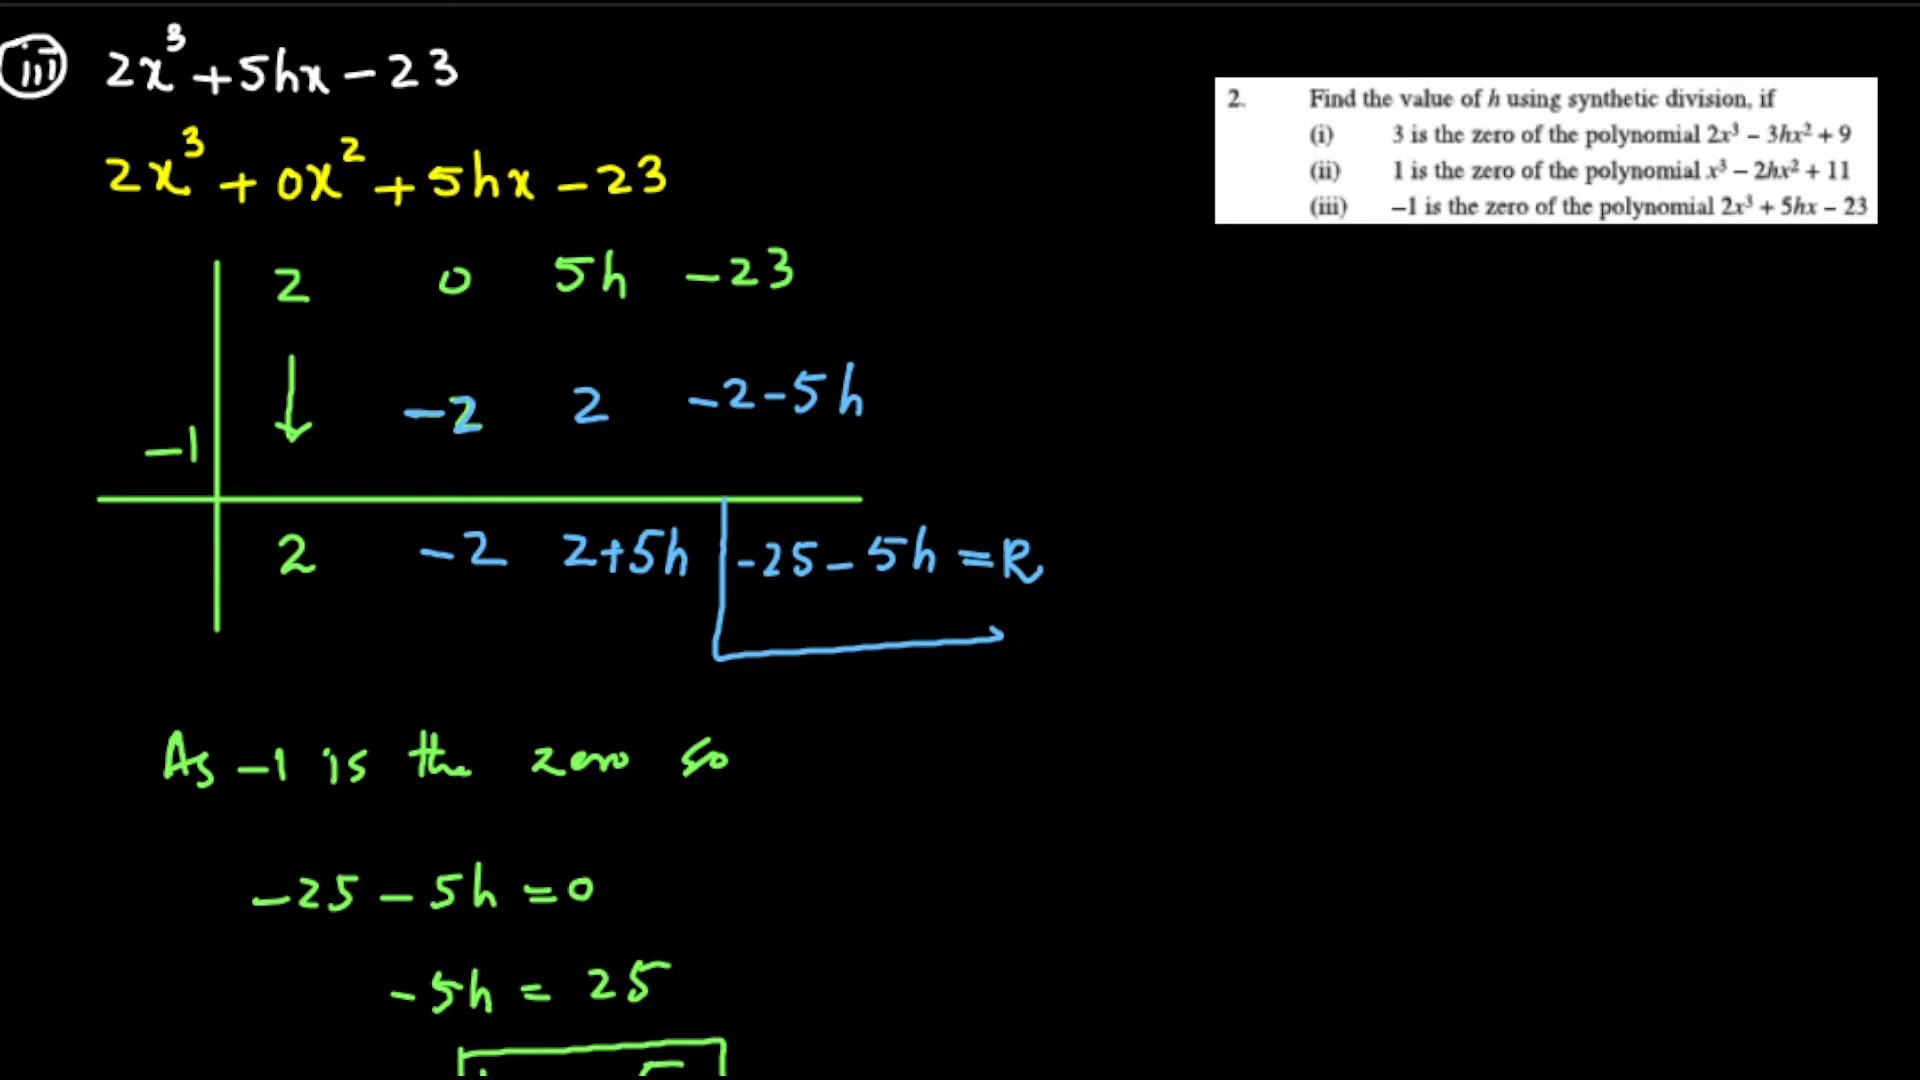 iii 2x³ + 5hx - 23
2x³ + 0x² + 5hx - 23
2 0 5h -23
-2 2 -2-5h
-1
2 -2 2+5h -25-5h = R
As -1 is the zero so
-25 - 5h = 0
-5h = 25
2. Find the value of h using synthetic division, if
(i) 3 is the zero of the polynomial 2x³ – 3hx² + 9
(ii) 1 is the zero of the polynomial x³ – 2hx² + 11
(iii) –1 is the zero of the polynomial 2x³ + 5hx – 23